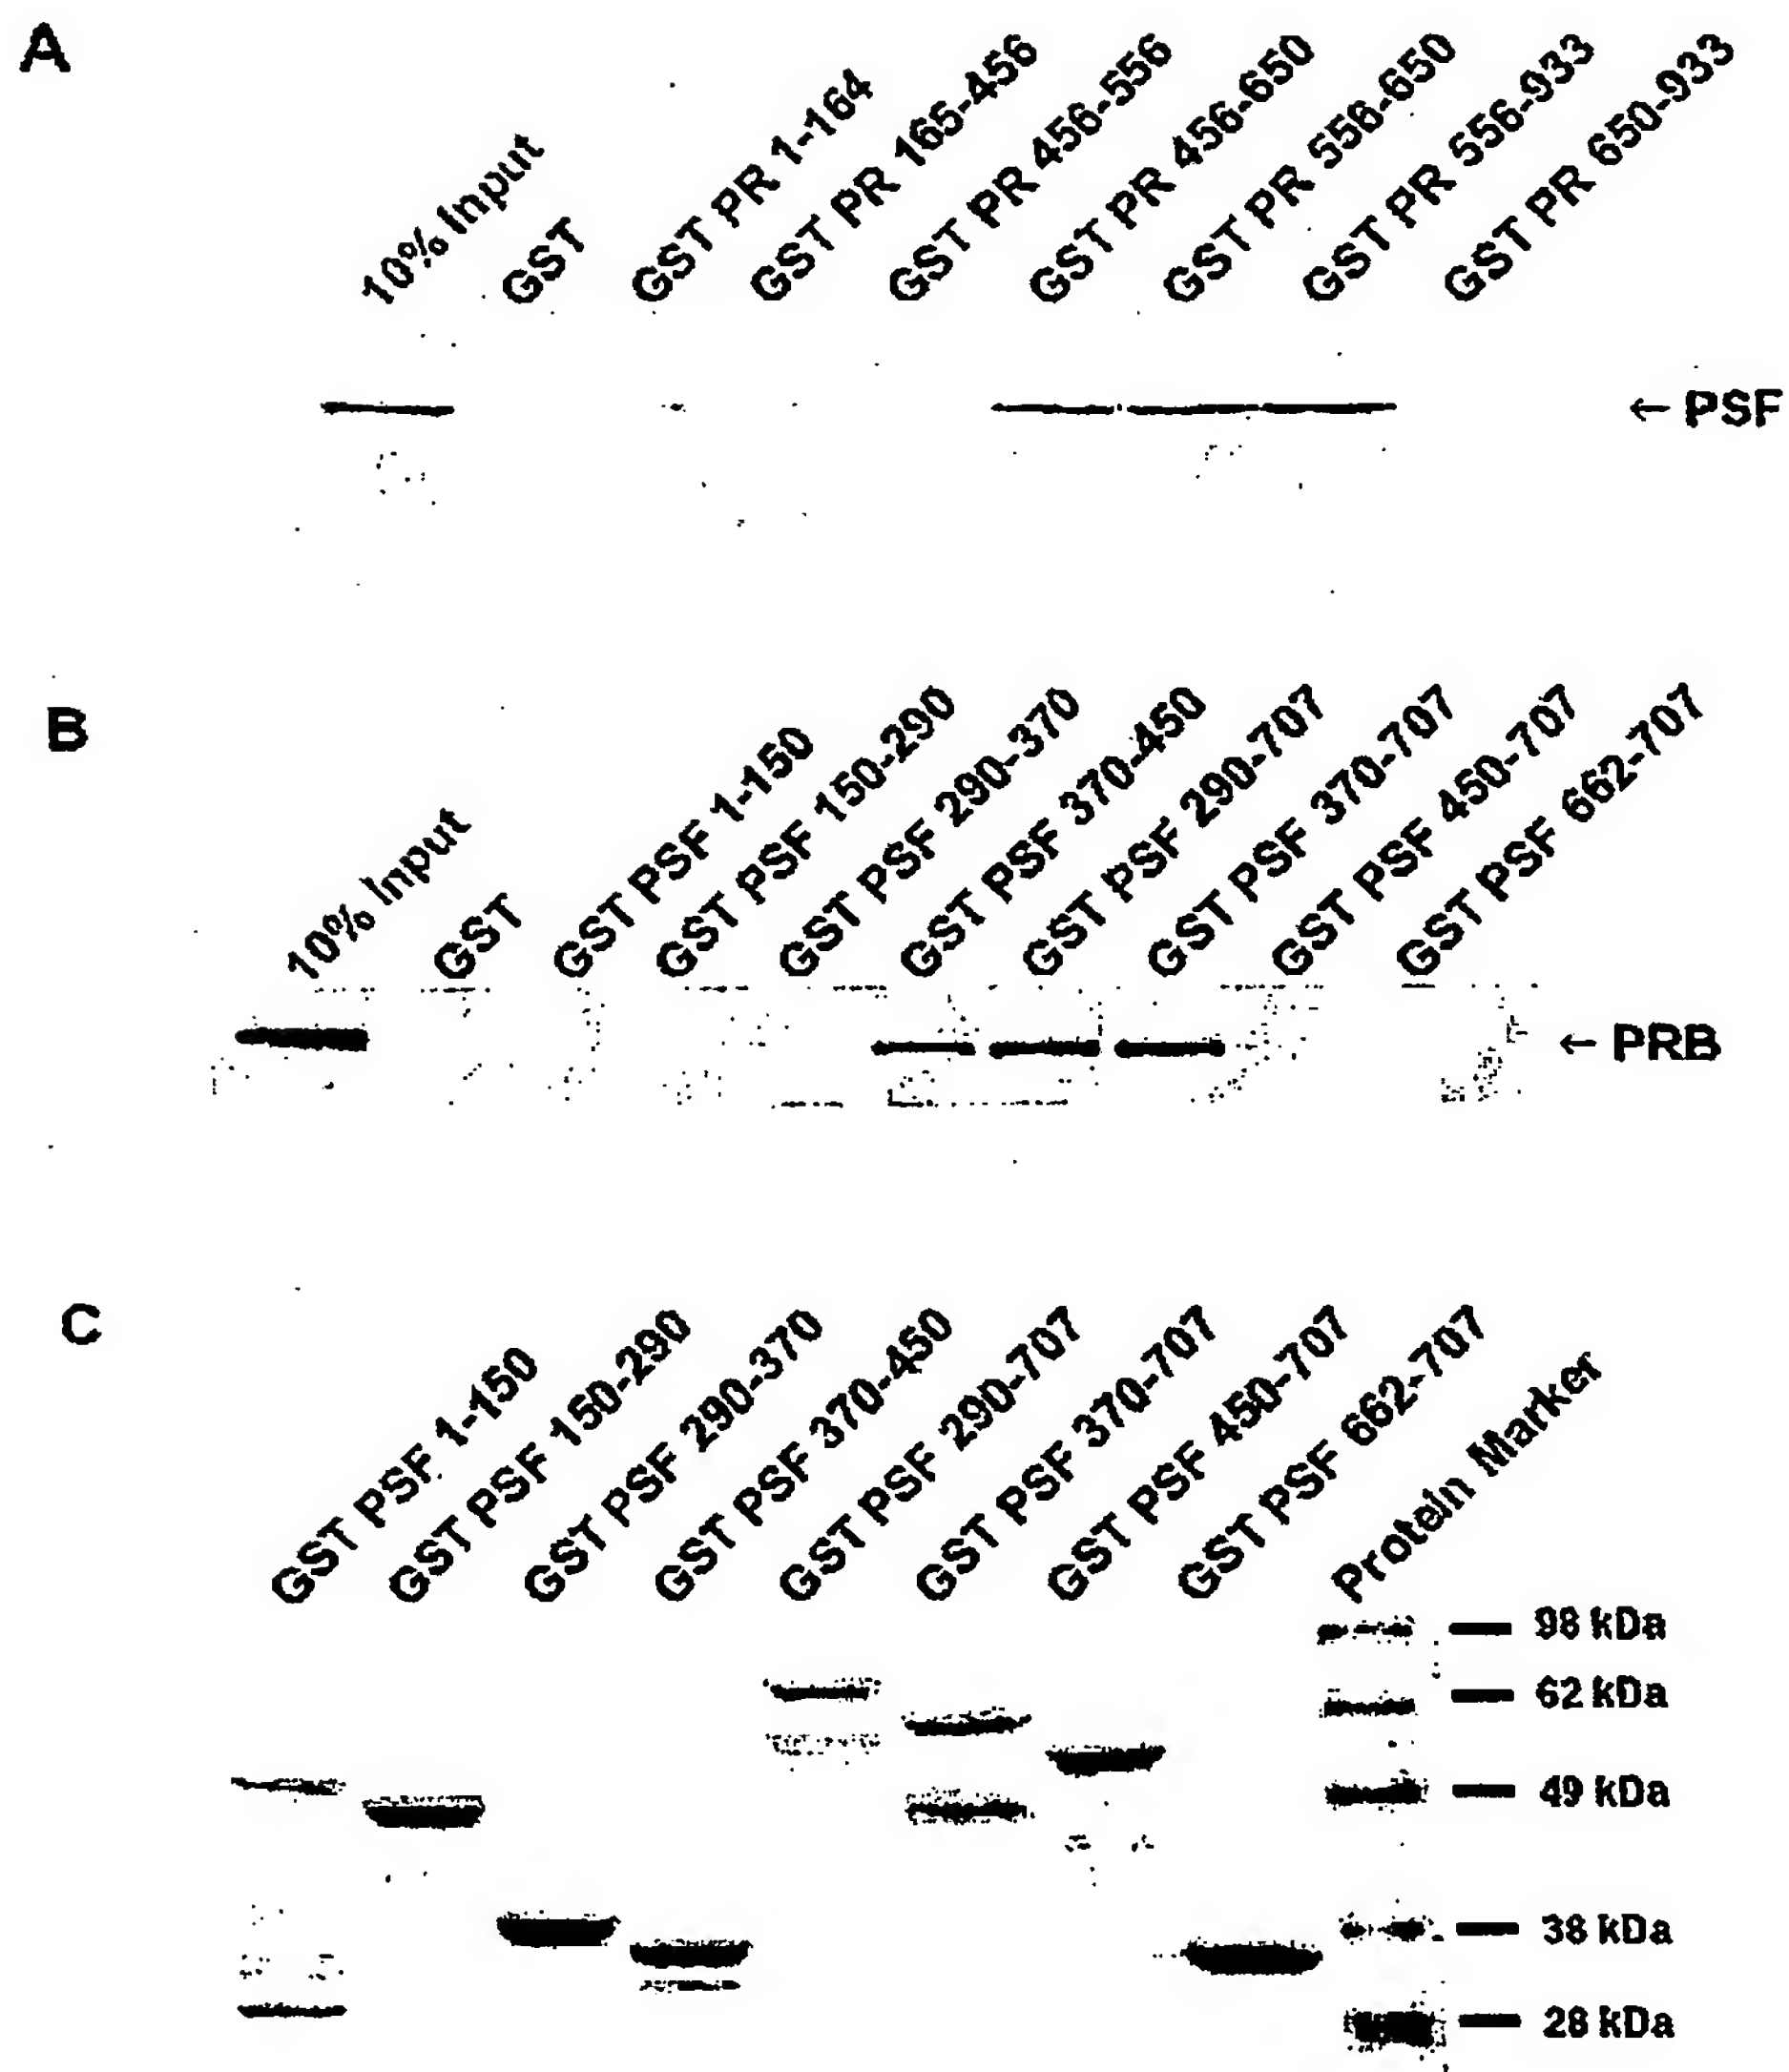 A
10% Input
GST
GST PR 1-164
GST PR 165-456
GST PR 456-556
GST PR 456-650
GST PR 556-650
GST PR 556-933
GST PR 650-933
← PSF
B
10% Input
GST
GST PSF 1-150
GST PSF 150-290
GST PSF 290-370
GST PSF 370-450
GST PSF 290-707
GST PSF 370-707
GST PSF 450-707
GST PSF 662-707
← PRB
C
GST PSF 1-150
GST PSF 150-290
GST PSF 290-370
GST PSF 370-450
GST PSF 290-707
GST PSF 370-707
GST PSF 450-707
GST PSF 662-707
Protein Marker
98 kDa
62 kDa
49 kDa
38 kDa
28 kDa